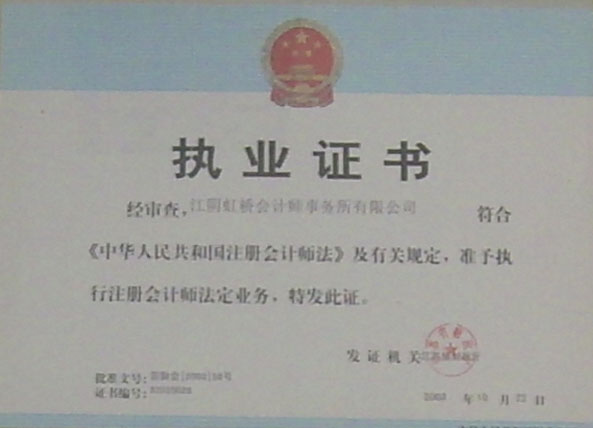 执业证书
经审查，江阴虹桥会计师事务所有限公司 符合
《中华人民共和国注册会计师法》及有关规定，准予执
行注册会计师法定业务，特发此证。
发证机关
批准文号：
证书编号：
年 月 日